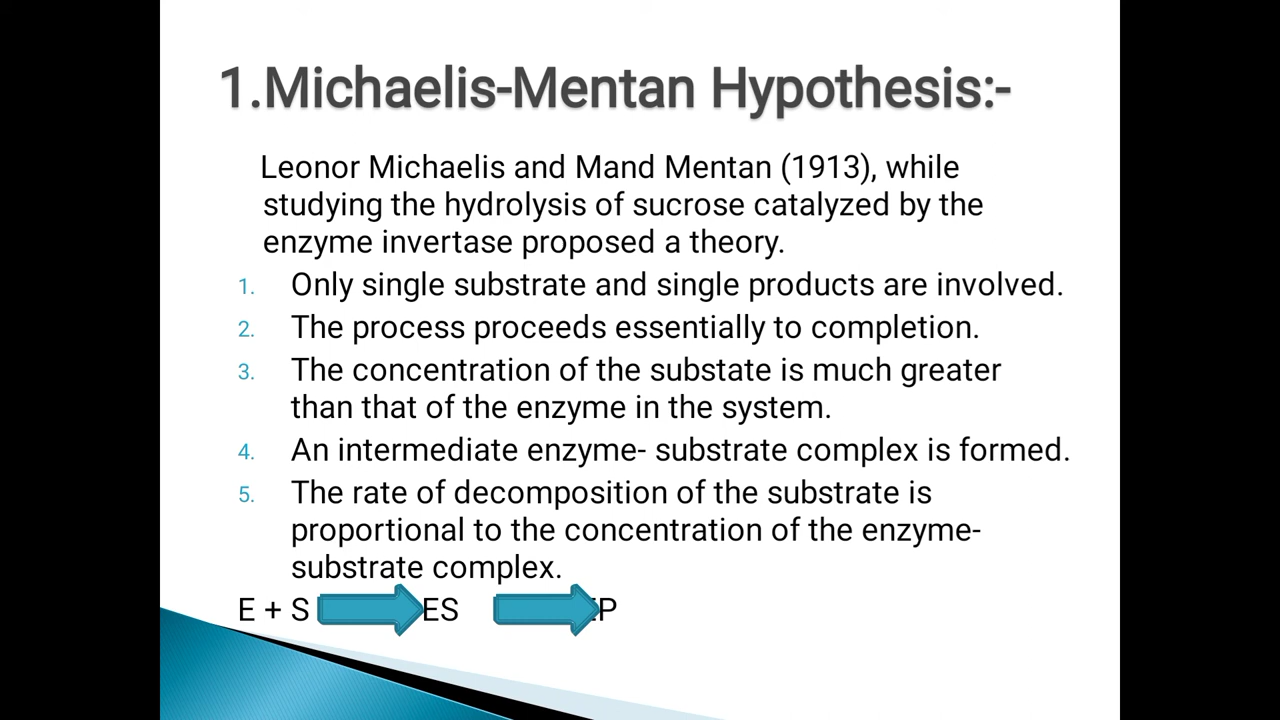 1.Michaelis-Mentan Hypothesis:-
Leonor Michaelis and Mand Mentan (1913), while
studying the hydrolysis of sucrose catalyzed by the
enzyme invertase proposed a theory.
1. Only single substrate and single products are involved.
2. The process proceeds essentially to completion.
3. The concentration of the substate is much greater
than that of the enzyme in the system.
4. An intermediate enzyme- substrate complex is formed.
5. The rate of decomposition of the substrate is
proportional to the concentration of the enzyme-
substrate complex.
E + S ES P